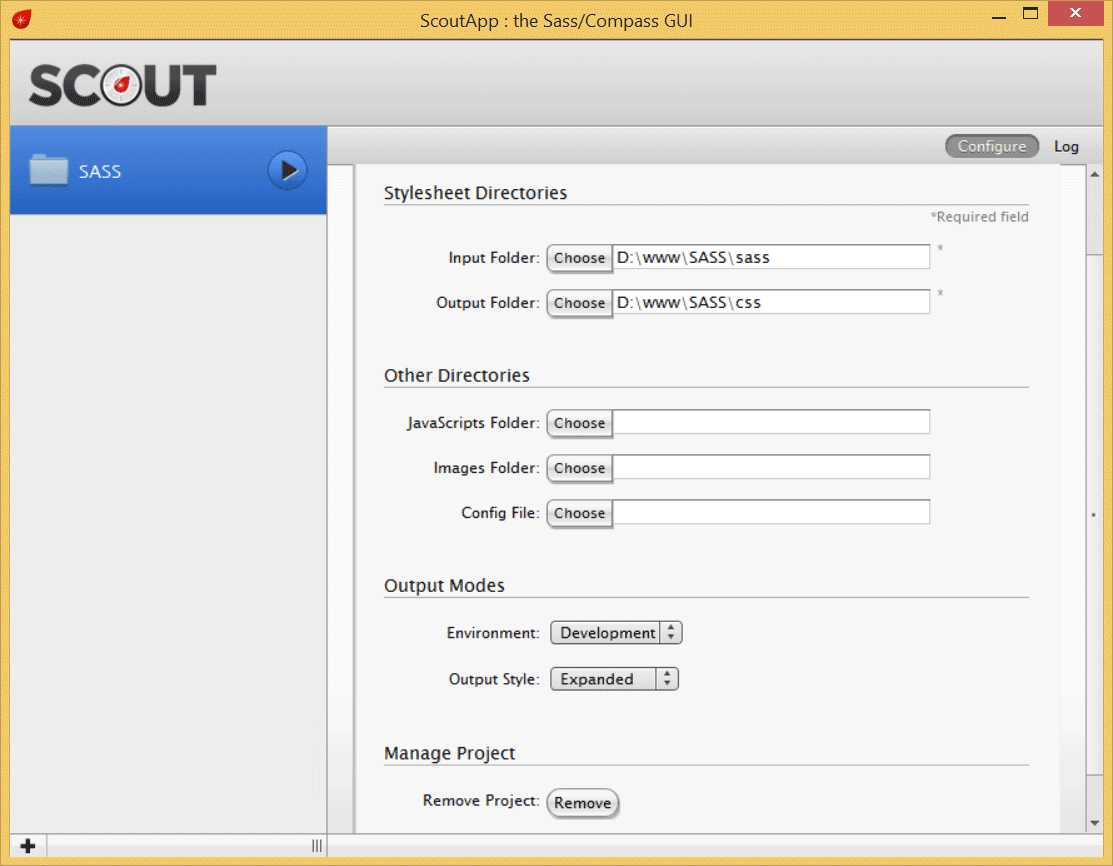 ScoutApp : the Sass/Compass GUI
SCOUT
SASS
Configure Log
Stylesheet Directories
*Required field
Input Folder: Choose D:\www\SASS\sass *
Output Folder: Choose D:\www\SASS\css *
Other Directories
JavaScripts Folder: Choose
Images Folder: Choose
Config File: Choose
Output Modes
Environment: Development
Output Style: Expanded
Manage Project
Remove Project: Remove